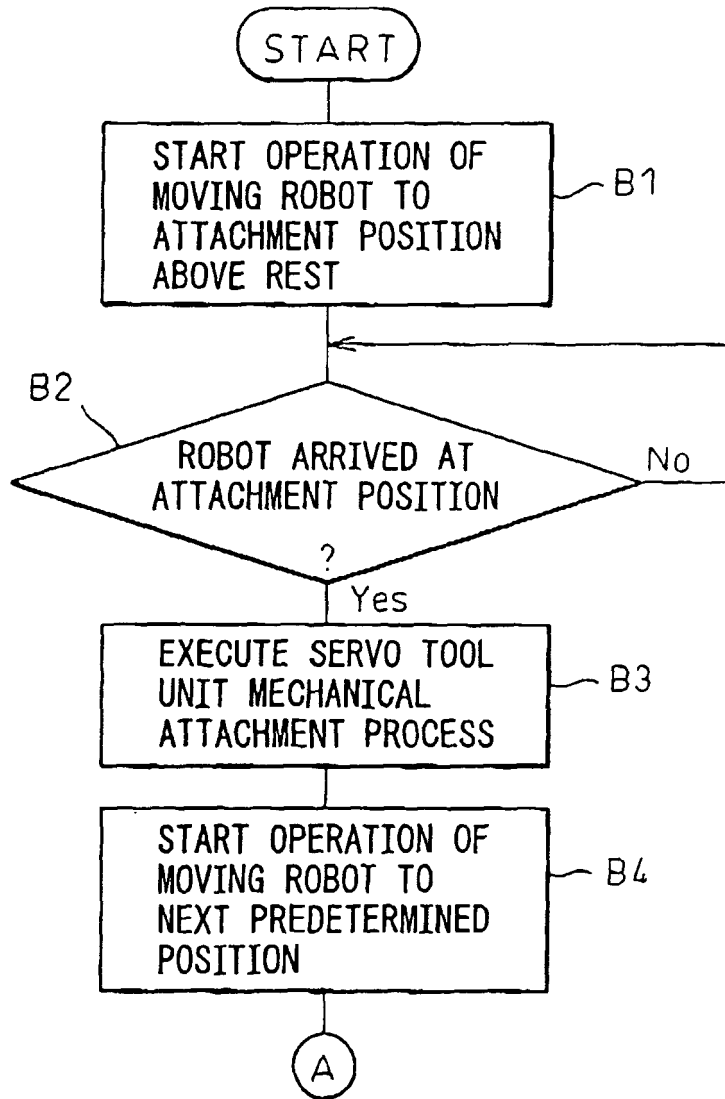 START
START OPERATION OF
MOVING ROBOT TO
ATTACHMENT POSITION
ABOVE REST
B1
B2
ROBOT ARRIVED AT
ATTACHMENT POSITION
?
No
Yes
EXECUTE SERVO TOOL
UNIT MECHANICAL
ATTACHMENT PROCESS
B3
START OPERATION OF
MOVING ROBOT TO
NEXT PREDETERMINED
POSITION
B4
A